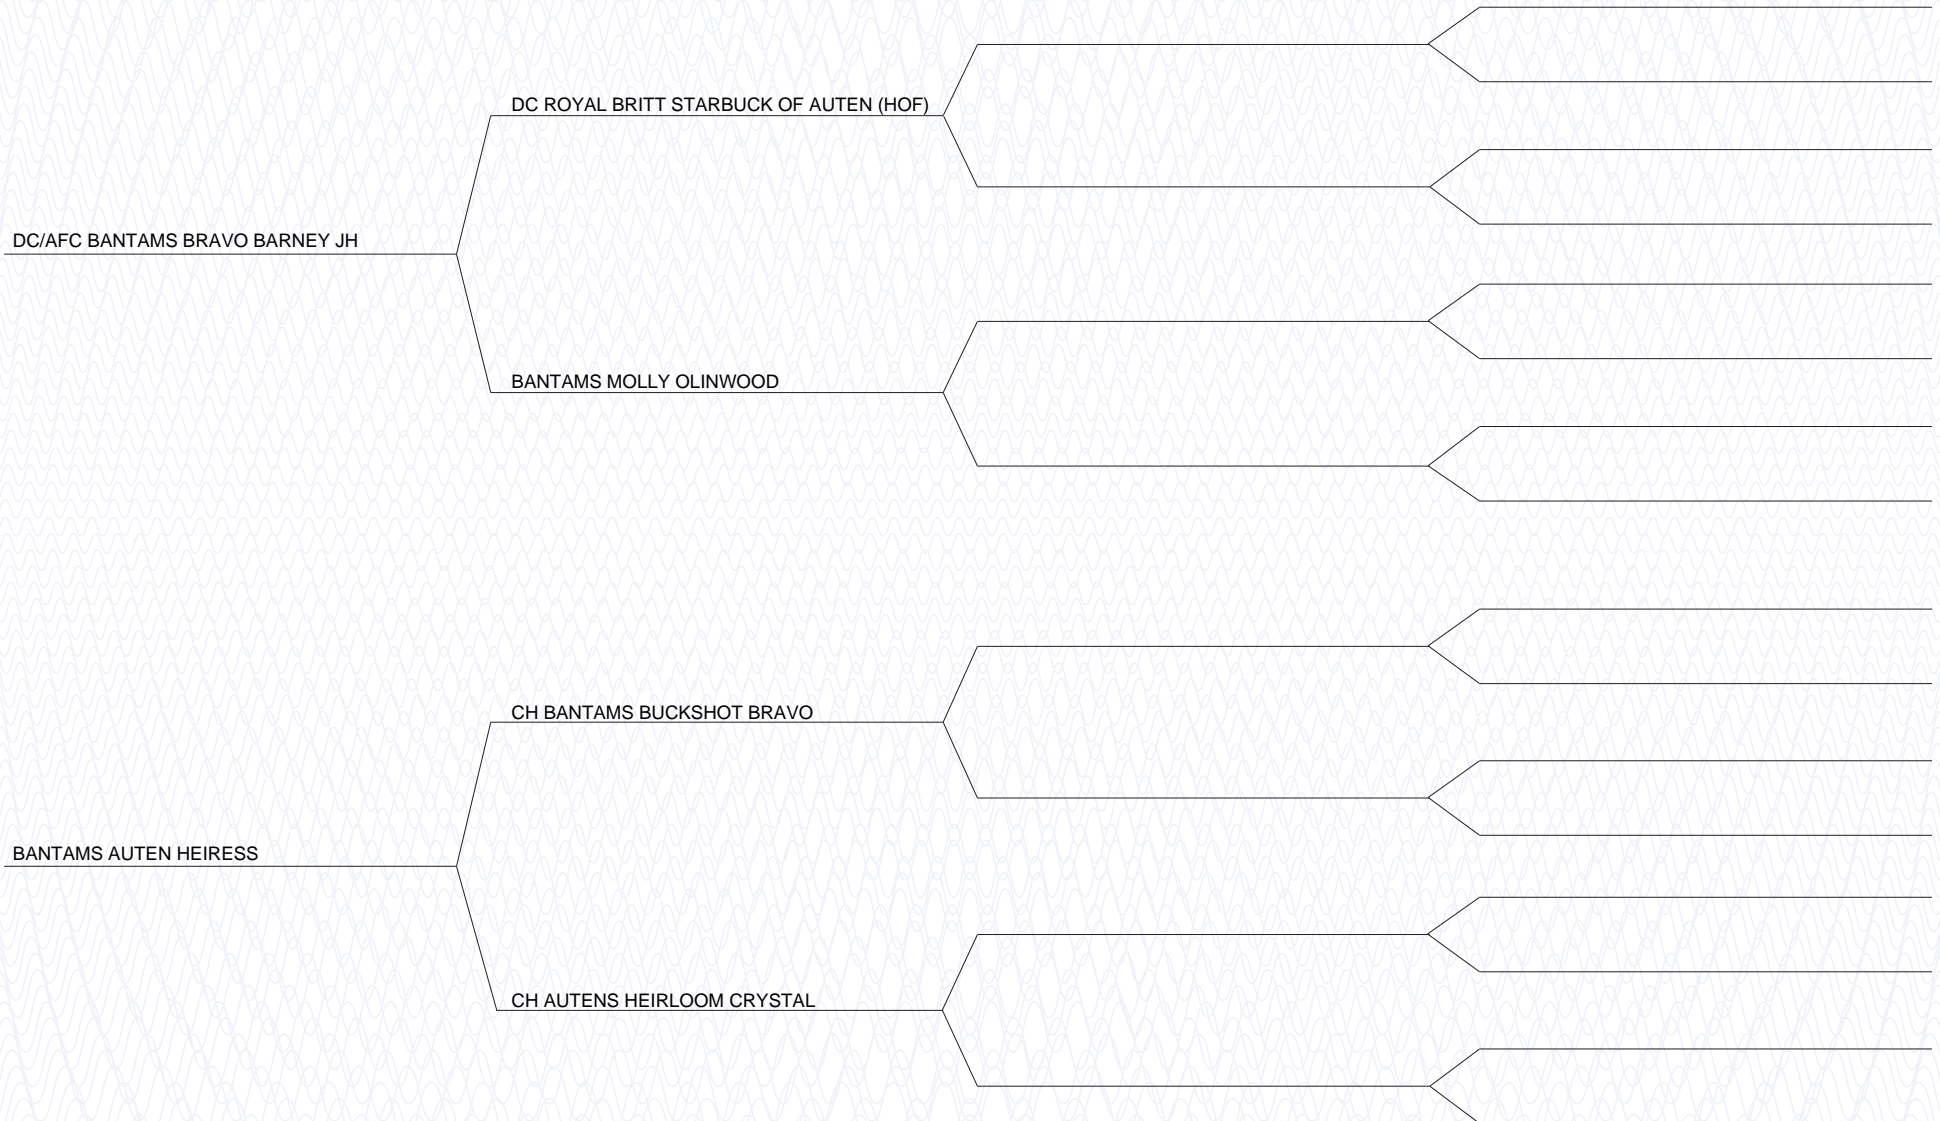 DC ROYAL BRITT STARBUCK OF AUTEN (HOF)
DC/AFC BANTAMS BRAVO BARNEY JH
BANTAMS MOLLY OLINWOOD
CH BANTAMS BUCKSHOT BRAVO
BANTAMS AUTEN HEIRESS
CH AUTENS HEIRLOOM CRYSTAL